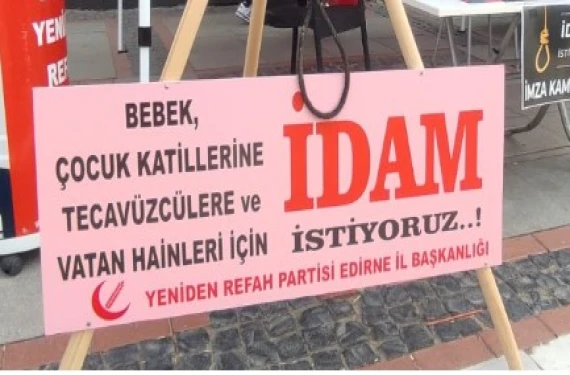 YENİD
REF
BEBEK,
ÇOCUK KATİLLERİNE
TECAVÜZCÜLERE ve
VATAN HAİNLERİ İÇİN
İDAM
İSTİYORUZ..!
YENİDEN REFAH PARTİSİ EDİRNE İL BAŞKANLIĞI
İD
İSTİ
İMZA KAM